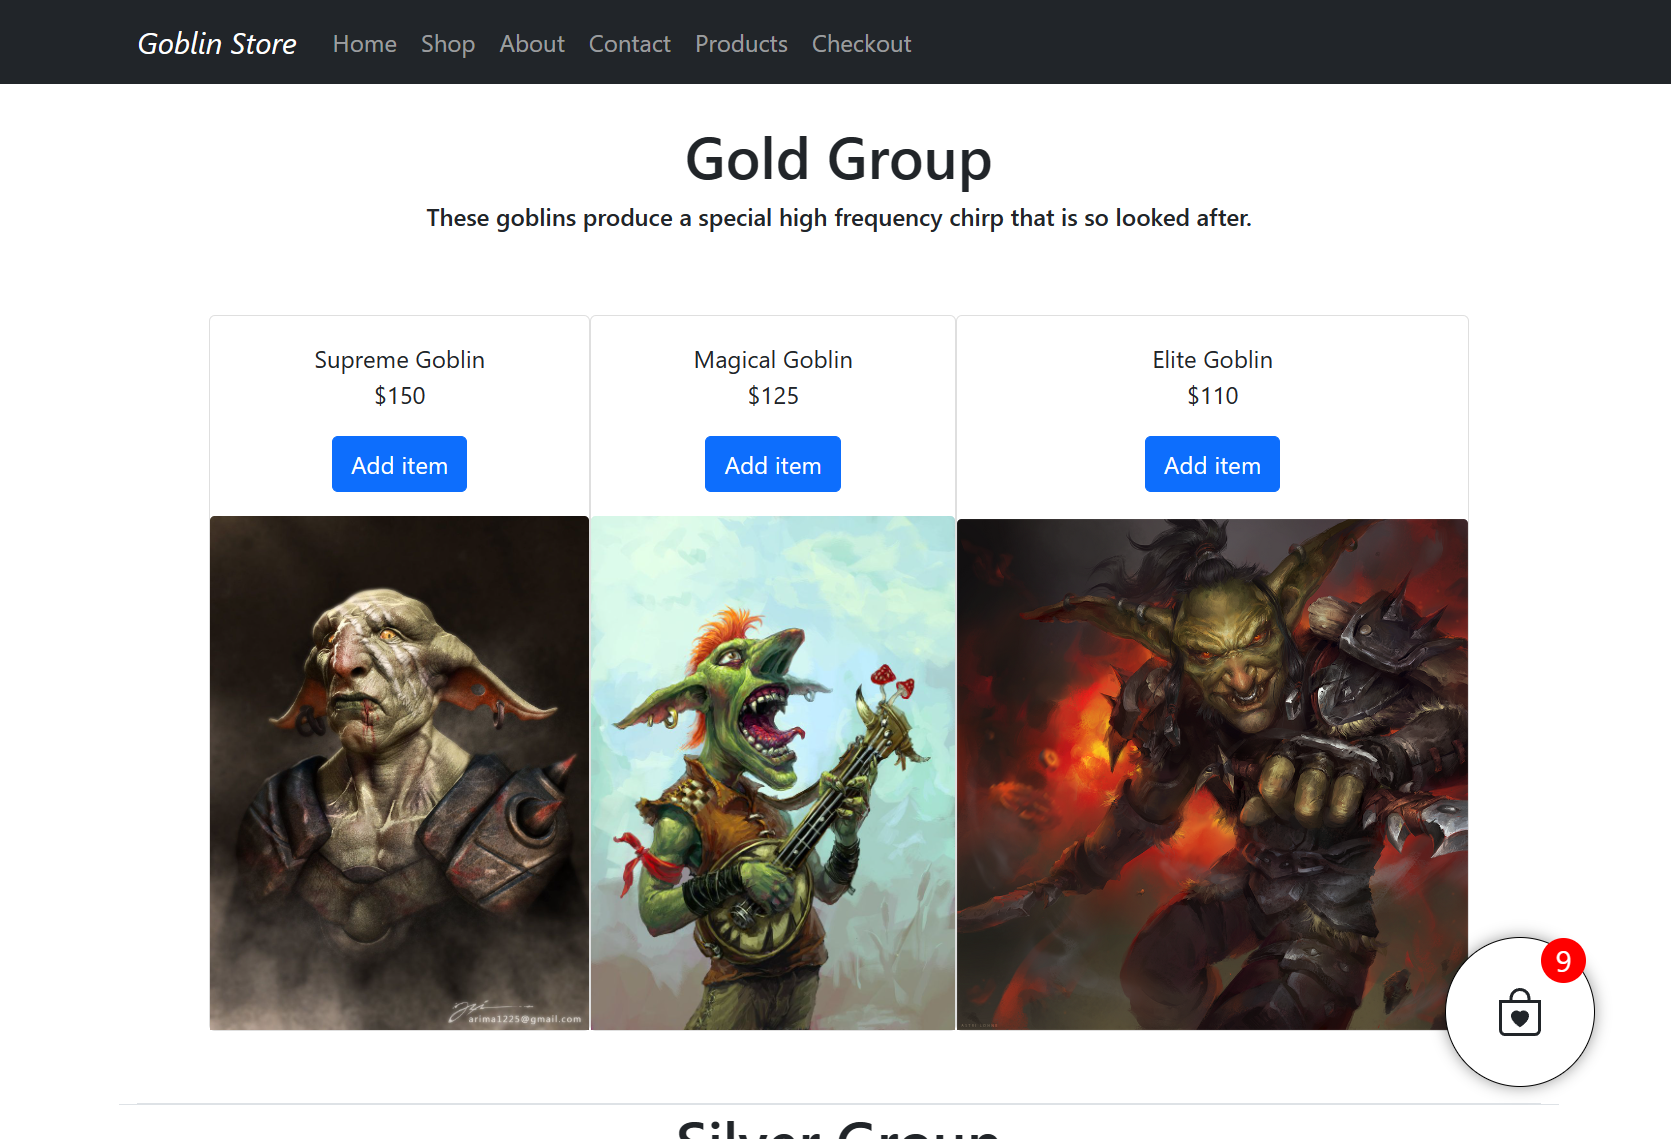 Goblin Store Home Shop About Contact Products Checkout
Gold Group
These goblins produce a special high frequency chirp that is so looked after.
Supreme Goblin
$150
Add item
Magical Goblin
$125
Add item
Elite Goblin
$110
Add item
arima1225@gmail.com
9
Silver Group